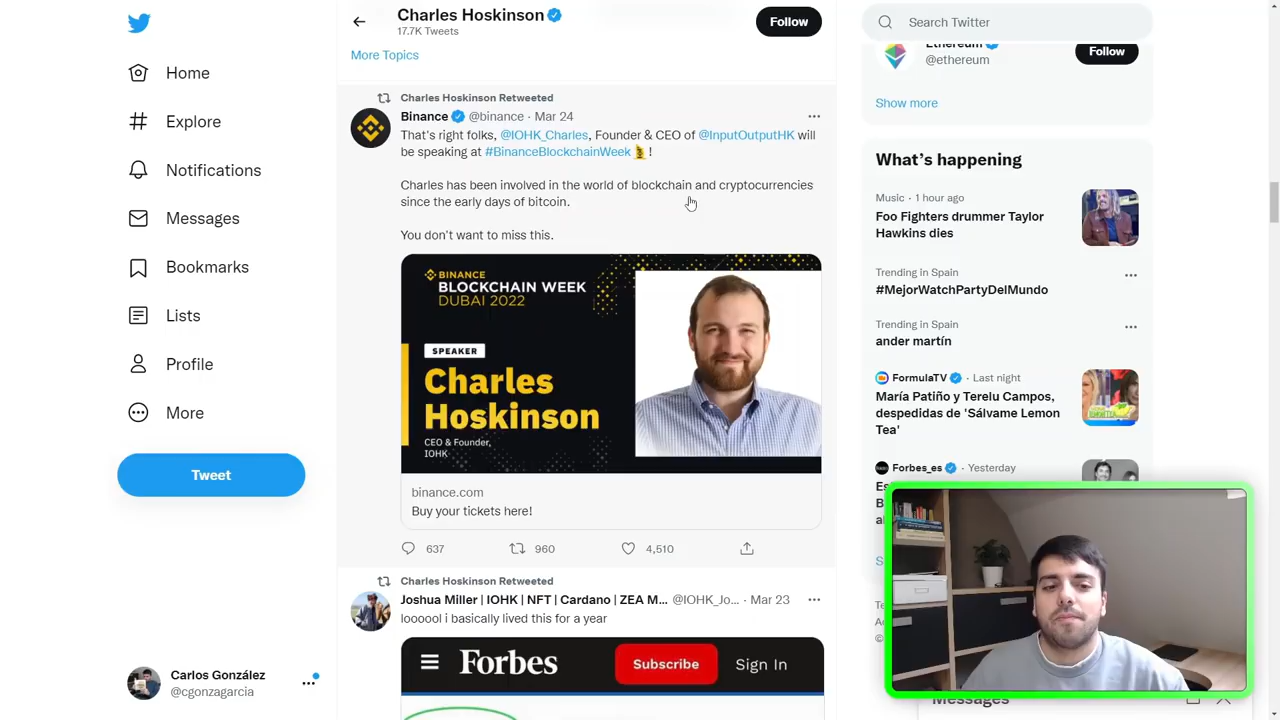 Charles Hoskinson
17.7K Tweets
Follow
More Topics
Home
Explore
Notifications
Messages
Bookmarks
Lists
Profile
More
Tweet
Carlos González
@cgonzagarcia
Charles Hoskinson Retweeted
Binance @binance · Mar 24
That's right folks, @IOHK_Charles, Founder & CEO of @InputOutputHK will
be speaking at #BinanceBlockchainWeek !
Charles has been involved in the world of blockchain and cryptocurrencies
since the early days of bitcoin.
You don't want to miss this.
BINANCE
BLOCKCHAIN WEEK
DUBAI 2022
SPEAKER
Charles
Hoskinson
CEO & Founder,
IOHK
binance.com
Buy your tickets here!
637
960
4,510
Charles Hoskinson Retweeted
Joshua Miller | IOHK | NFT | Cardano | ZEA M... @IOHK_Jo... · Mar 23
loooool i basically lived this for a year
Forbes
Subscribe
Sign In
Search Twitter
Ethereum
@ethereum
Follow
Show more
What's happening
Music · 1 hour ago
Foo Fighters drummer Taylor
Hawkins dies
Trending in Spain
#MejorWatchPartyDelMundo
Trending in Spain
ander martín
FormulaTV · Last night
María Patiño y Terelu Campos,
despedidas de 'Sálvame Lemon
Tea'
Forbes_es · Yesterday
Messages